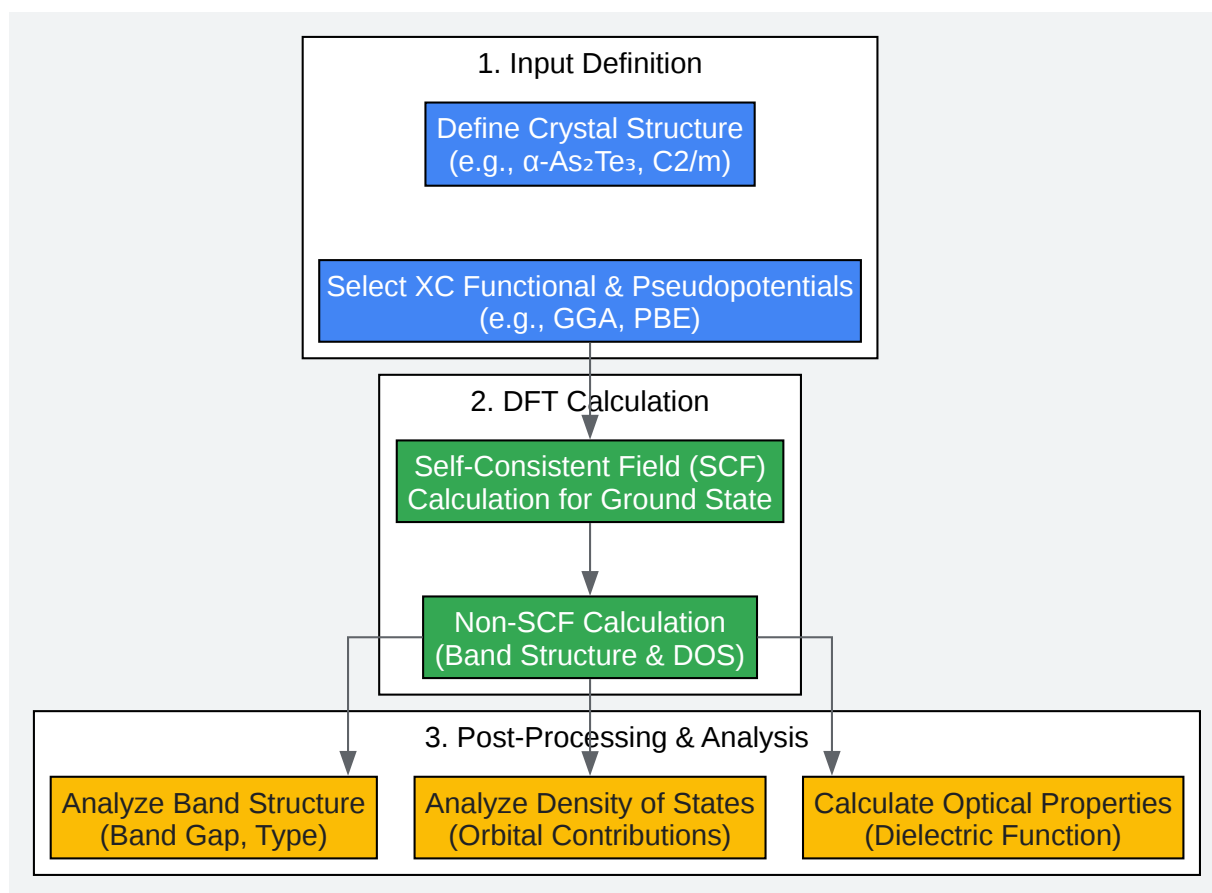 1. Input Definition
Define Crystal Structure
(e.g., α-As₂Te₃, C2/m)
Select XC Functional & Pseudopotentials
(e.g., GGA, PBE)
2. DFT Calculation
Self-Consistent Field (SCF)
Calculation for Ground State
Non-SCF Calculation
(Band Structure & DOS)
3. Post-Processing & Analysis
Analyze Band Structure
(Band Gap, Type)
Analyze Density of States
(Orbital Contributions)
Calculate Optical Properties
(Dielectric Function)